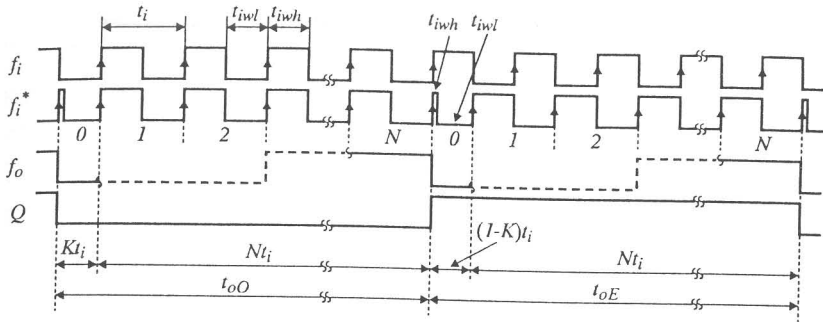 t_i t_iwl t_iwh t_iwh t_iwl
f_i
f_i*
0 1 2 N 0 1 2 N
f_o
Q
(1-K)t_i
Kt_i Nt_i Nt_i
t_oO t_oE